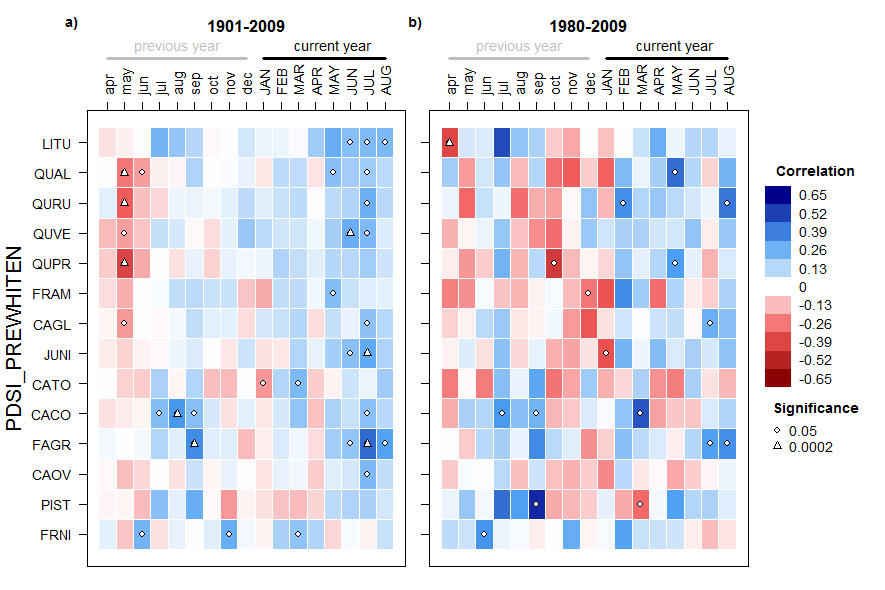 a) 1901-2009
previous year current year
apr may jun jul aug sep oct nov dec JAN FEB MAR APR MAY JUN JUL AUG
b) 1980-2009
previous year current year
apr may jun jul aug sep oct nov dec JAN FEB MAR APR MAY JUN JUL AUG
PDSI_PREWHITEN
LITU
QUAL
QURU
QUVE
QUPR
FRAM
CAGL
JUNI
CATO
CACO
FAGR
CAOV
PIST
FRNI
Correlation
0.65
0.52
0.39
0.26
0.13
0
-0.13
-0.26
-0.39
-0.52
-0.65
Significance
0.05
0.0002